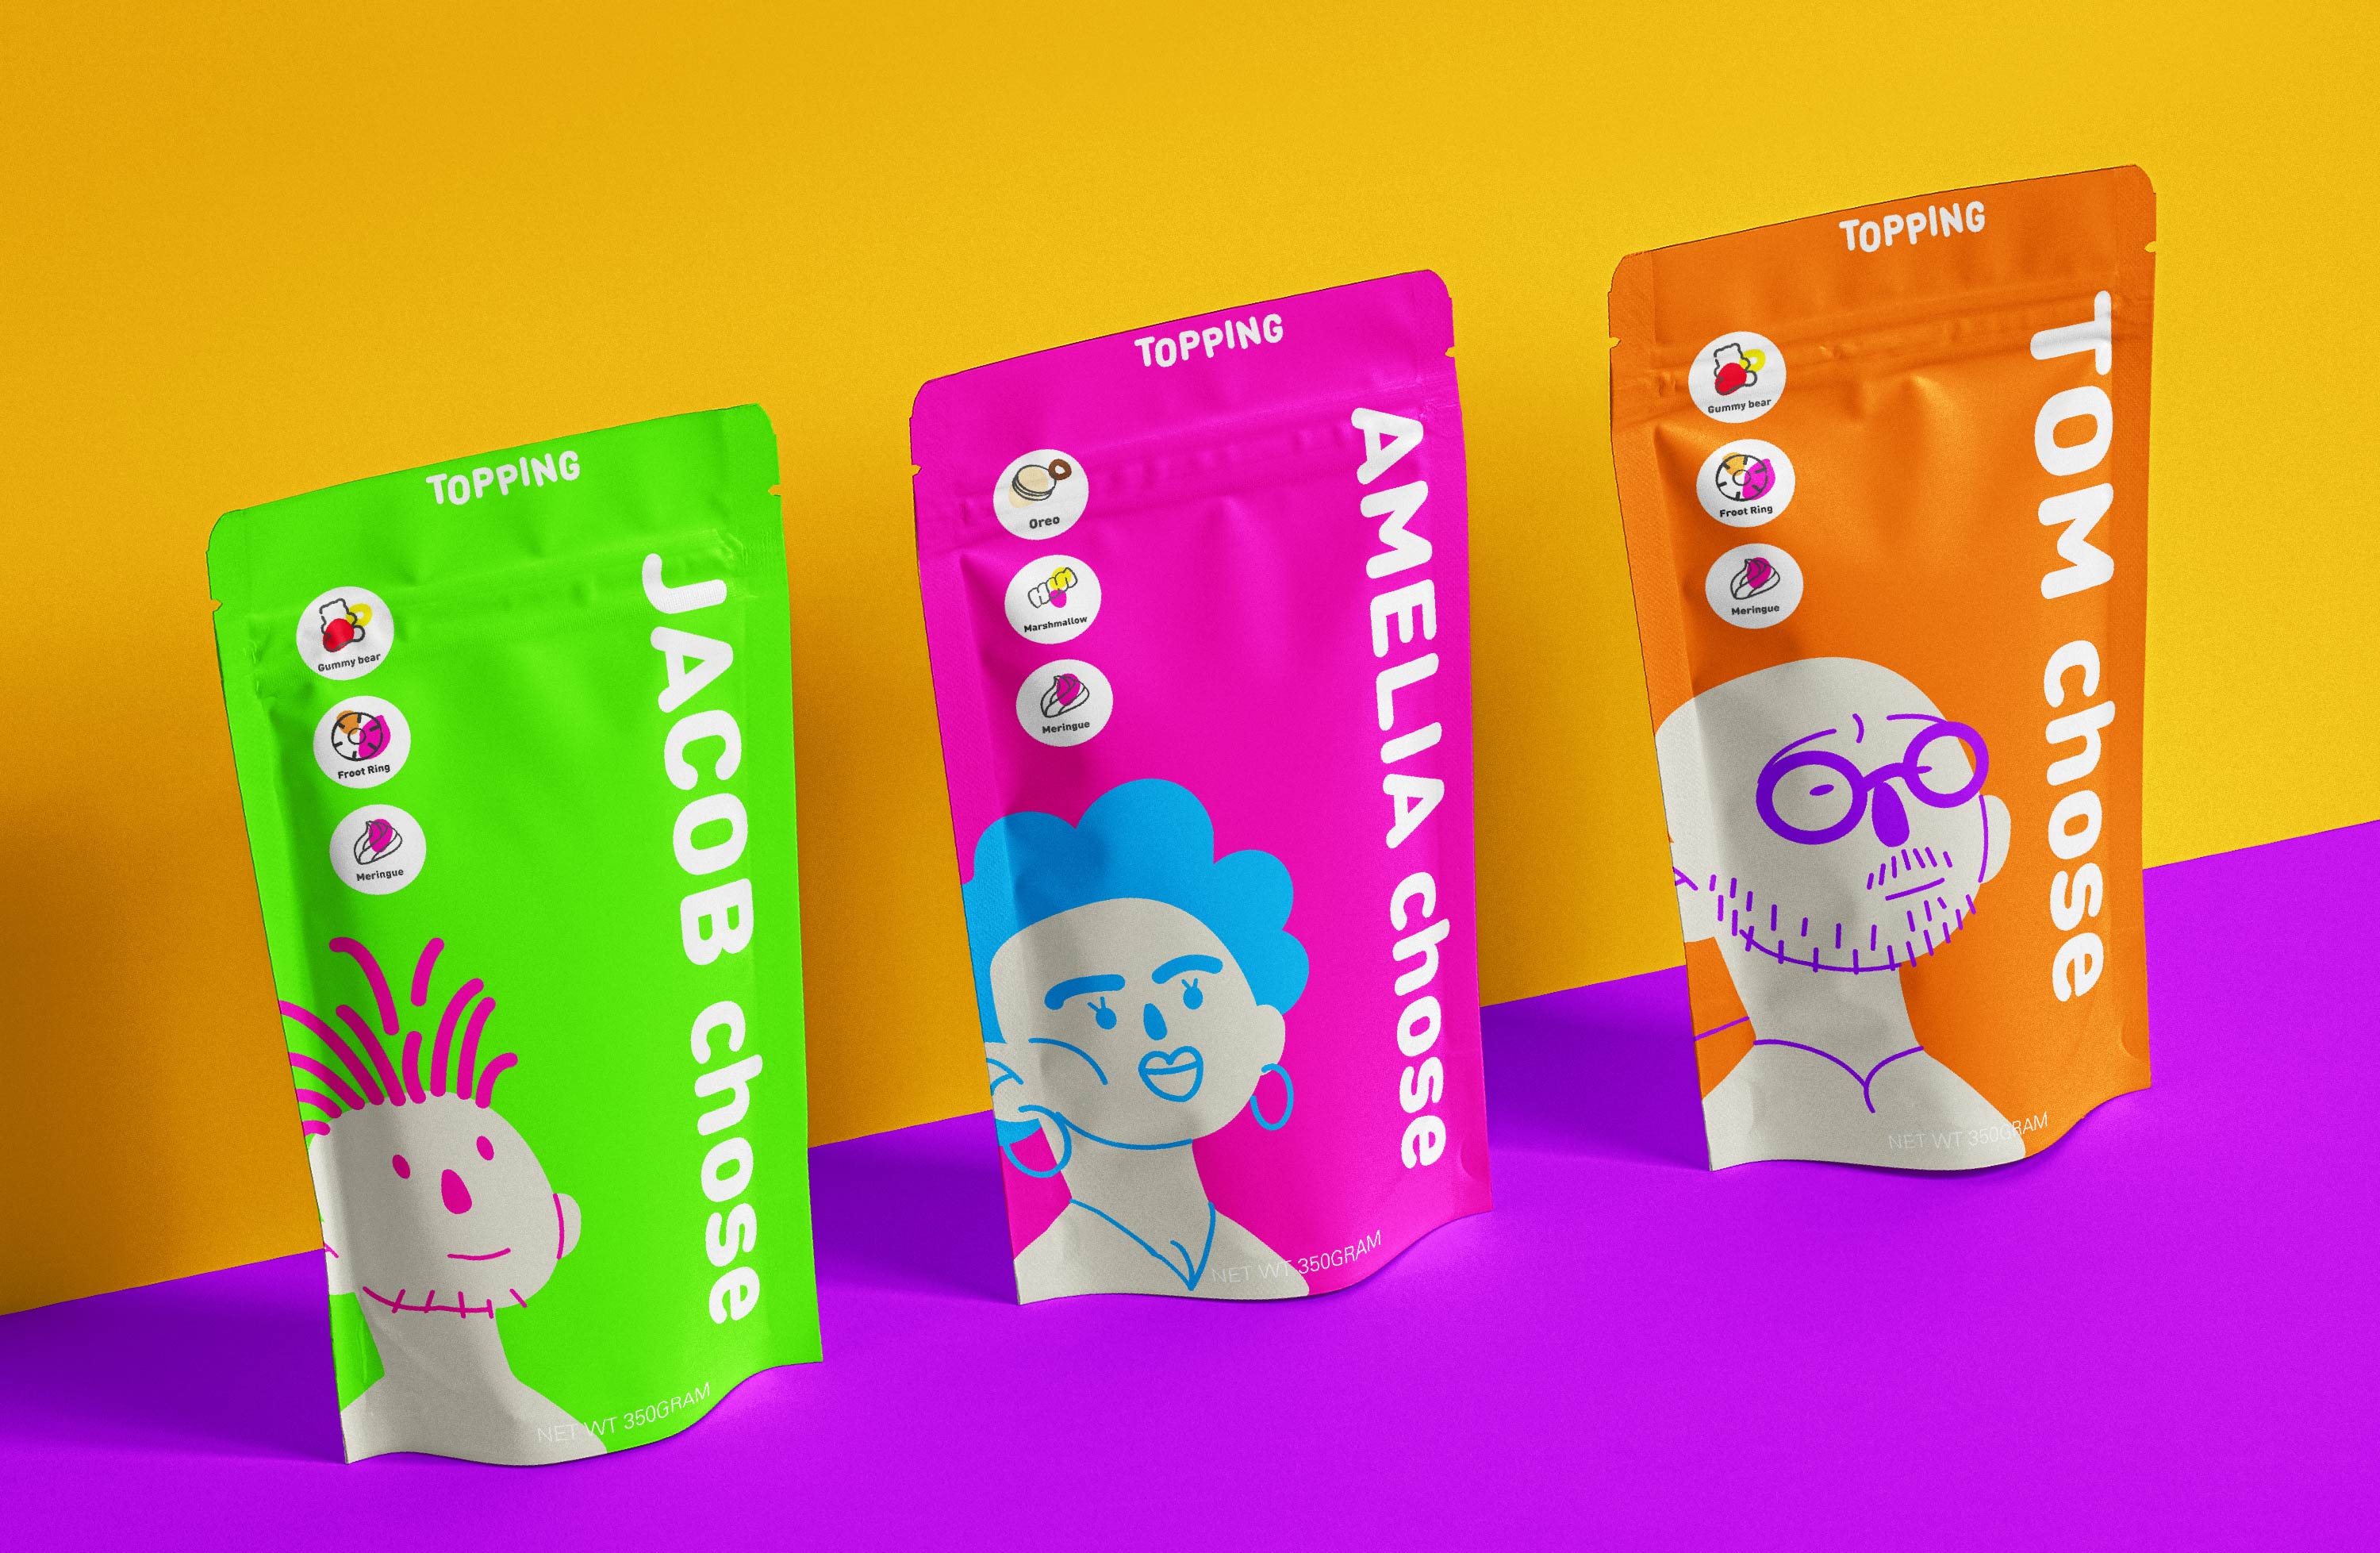 TOPPING
Gummy bear
Froot Ring
Meringue
JACOB chose
NET WT 350GRAM
TOPPING
Oreo
Marshmallow
Meringue
AMELIA chose
NET WT 350GRAM
TOPPING
Gummy bear
Froot Ring
Meringue
TOM chose
NET WT 350GRAM